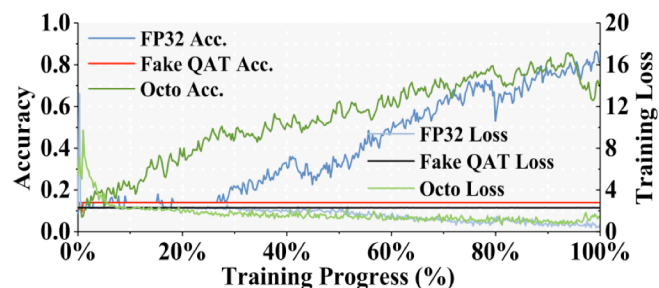 1.0
0.8
0.6
0.4
0.2
0.0
Accuracy
FP32 Acc.
Fake QAT Acc.
Octo Acc.
FP32 Loss
Fake QAT Loss
Octo Loss
20
16
12
8
4
0
Training Loss
0% 20% 40% 60% 80% 100%
Training Progress (%)